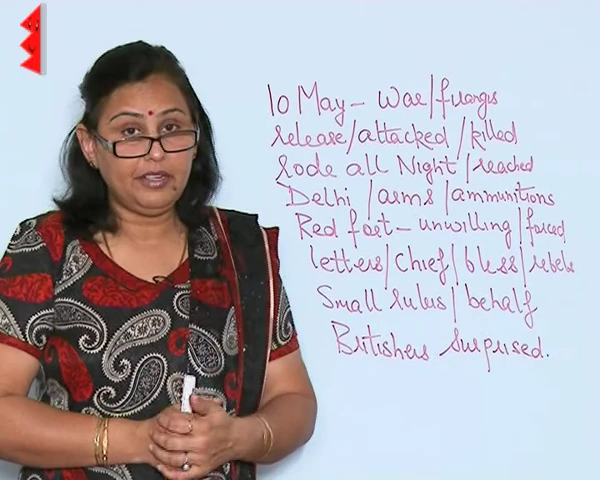 10 May - War/firangis
release/attacked/killed
Rode all Night/reached
Delhi/arms/ammunitions
Red fort - unwilling/forced
letters/Chief/bless/rebels
Small rulers/behalf
Britishers surprised.